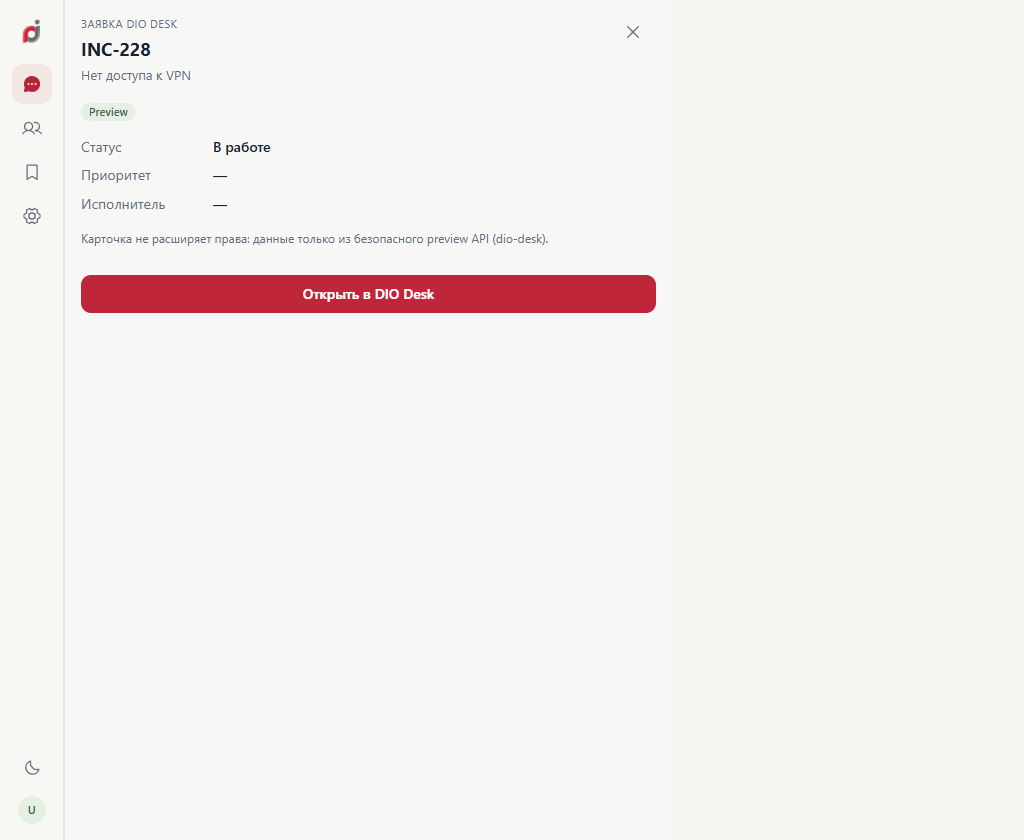 ЗАЯВКА DIO DESK
INC-228
Нет доступа к VPN
Preview
Статус В работе
Приоритет —
Исполнитель —
Карточка не расширяет права: данные только из безопасного preview API (dio-desk).
Открыть в DIO Desk
U